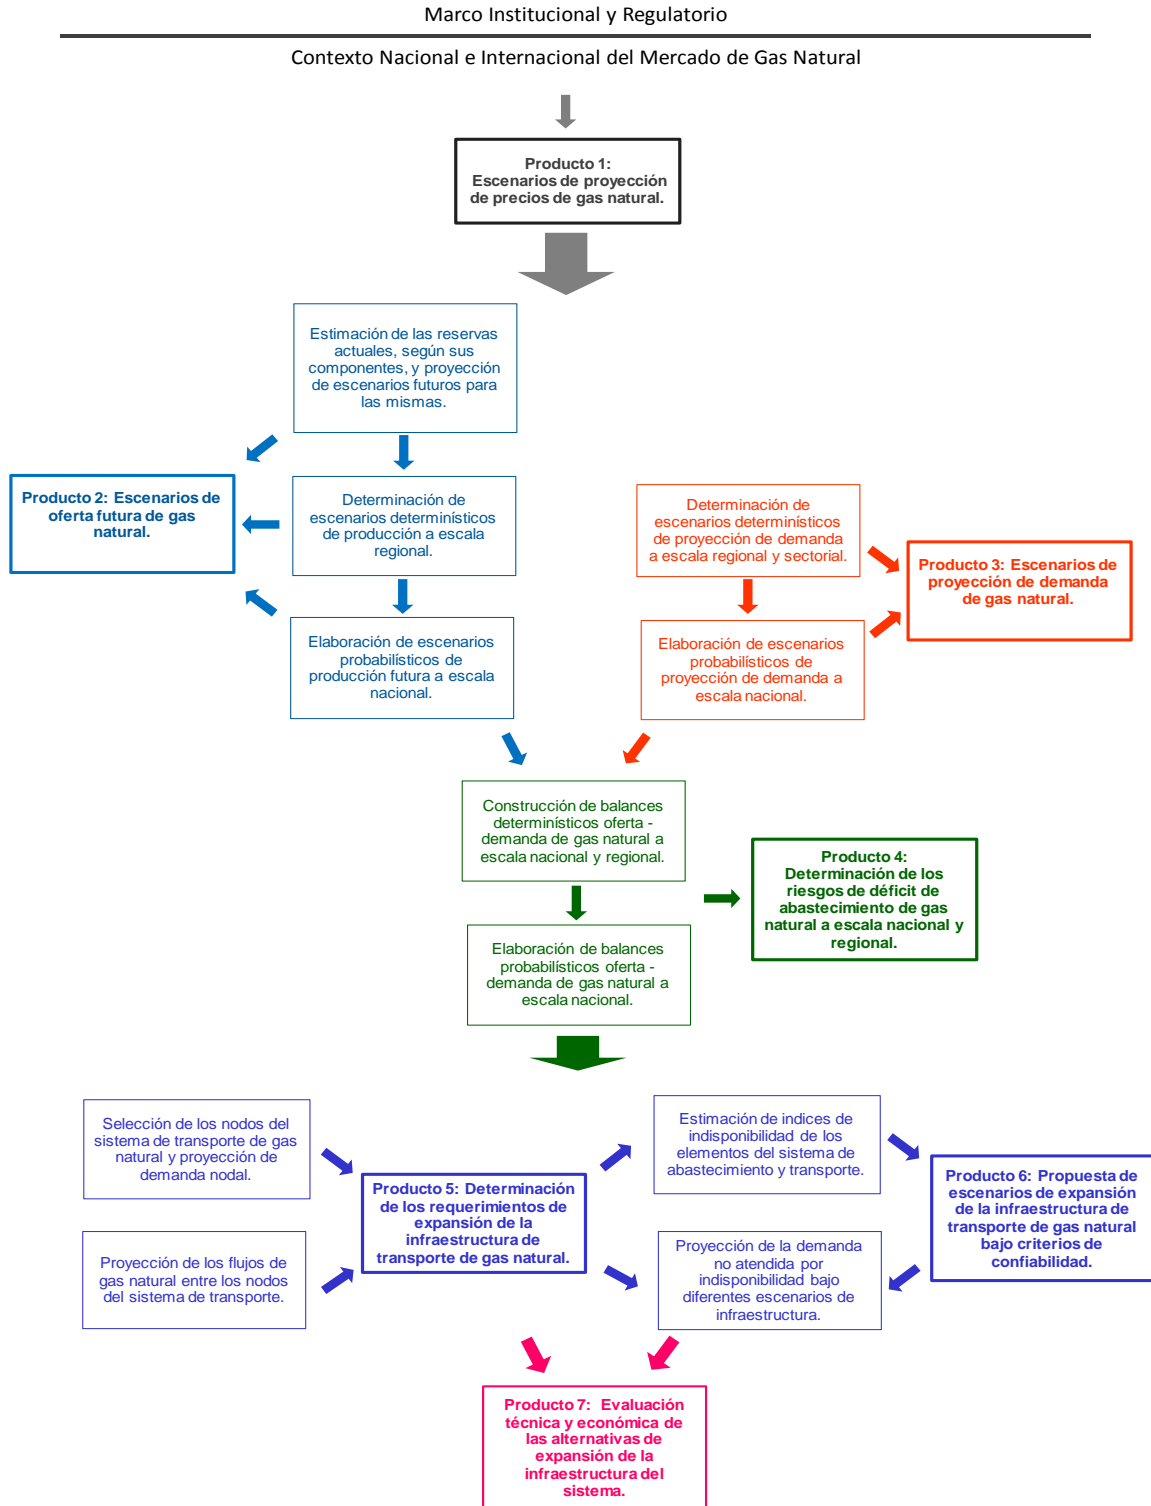 Marco Institucional y Regulatorio
Contexto Nacional e Internacional del Mercado de Gas Natural
Producto 1:
Escenarios de proyección
de precios de gas natural.
Estimación de las reservas
actuales, según sus
componentes, y proyección
de escenarios futuros para
las mismas.
Producto 2: Escenarios de
oferta futura de gas
natural.
Determinación de
escenarios determinísticos
de producción a escala
regional.
Determinación de
escenarios determinísticos
de proyección de demanda
a escala regional y sectorial.
Producto 3: Escenarios de
proyección de demanda
de gas natural.
Elaboración de escenarios
probabilísticos de
producción futura a escala
nacional.
Elaboración de escenarios
probabilísticos de
proyección de demanda a
escala nacional.
Construcción de balances
determinísticos oferta -
demanda de gas natural a
escala nacional y regional.
Producto 4:
Determinación de los
riesgos de déficit de
abastecimiento de gas
natural a escala nacional y
regional.
Elaboración de balances
probabilísticos oferta -
demanda de gas natural a
escala nacional.
Selección de los nodos del
sistema de transporte de gas
natural y proyección de
demanda nodal.
Estimación de indices de
indisponibilidad de los
elementos del sistema de
abastecimiento y transporte.
Producto 5: Determinación
de los requerimientos de
expansión de la
infraestructura de
transporte de gas natural.
Producto 6: Propuesta de
escenarios de expansión
de la infraestructura de
transporte de gas natural
bajo criterios de
confiabilidad.
Proyección de los flujos de
gas natural entre los nodos
del sistema de transporte.
Proyección de la demanda
no atendida por
indisponibilidad bajo
diferentes escenarios de
infraestructura.
Producto 7: Evaluación
técnica y económica de
las alternativas de
expansión de la
infraestructura del
sistema.